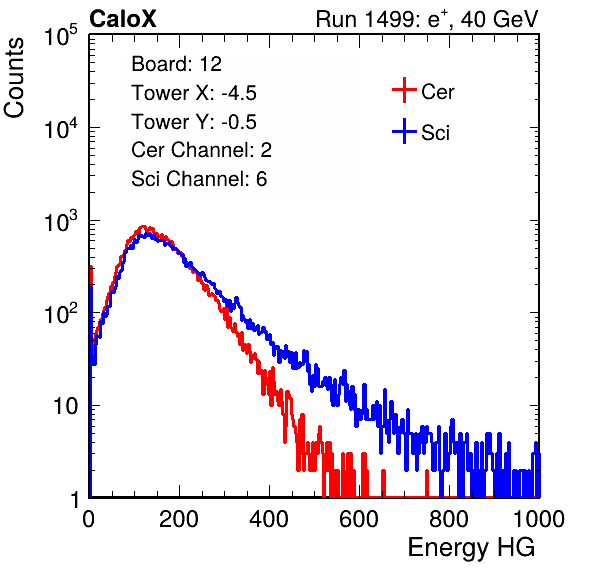 CaloX Run 1499: e⁺, 40 GeV
Counts
10⁵
10⁴
10³
10²
10
1
Board: 12
Tower X: -4.5
Tower Y: -0.5
Cer Channel: 2
Sci Channel: 6
Cer
Sci
0 200 400 600 800 1000
Energy HG